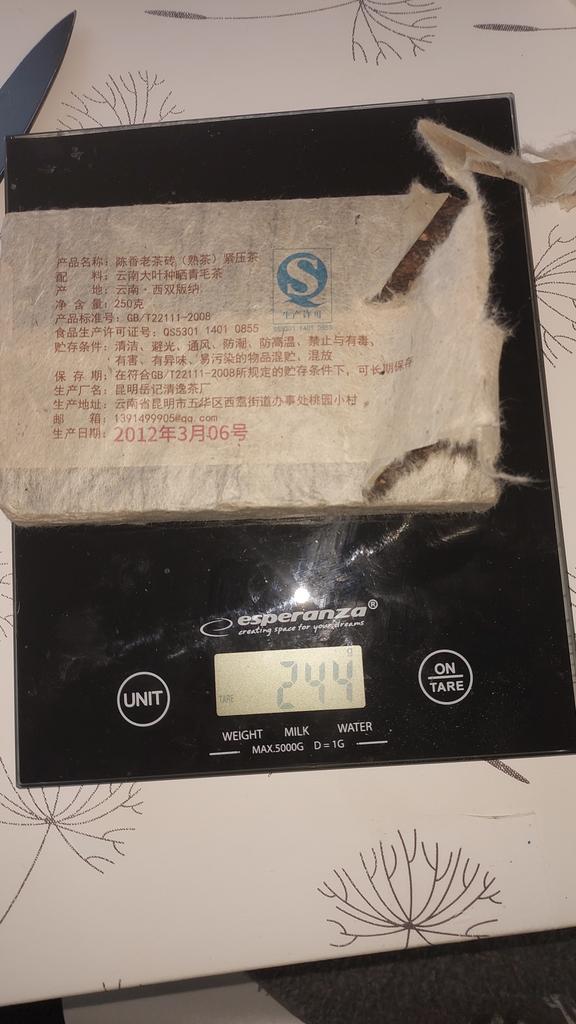 产品名称：陈香老茶砖（熟茶）紧压茶
配 料：云南大叶种晒青毛茶
产 地：云南·西双版纳
净 含 量：250克
产品标准号：GB/T22111-2008
食品生产许可证号：QS5301 1401 0855
贮存条件：清洁、避光、通风、防潮、防高温、禁止与有毒、
有害、有异味、易污染的物品混贮、混放
保 存 期：在符合GB/T22111-2008所规定的贮存条件下，可长期保存
生产厂名：昆明岳记清逸茶厂
生产地址：云南省昆明市五华区西翥街道办事处桃园小村
邮 箱：1391499905@qq.com
生产日期：2012年3月06号
S
生产许可
QS5301 1401 0855
esperanza®
creating space for your dreams
UNIT
TARE
244
g
ON
TARE
WEIGHT MILK WATER
MAX.5000G D=1G